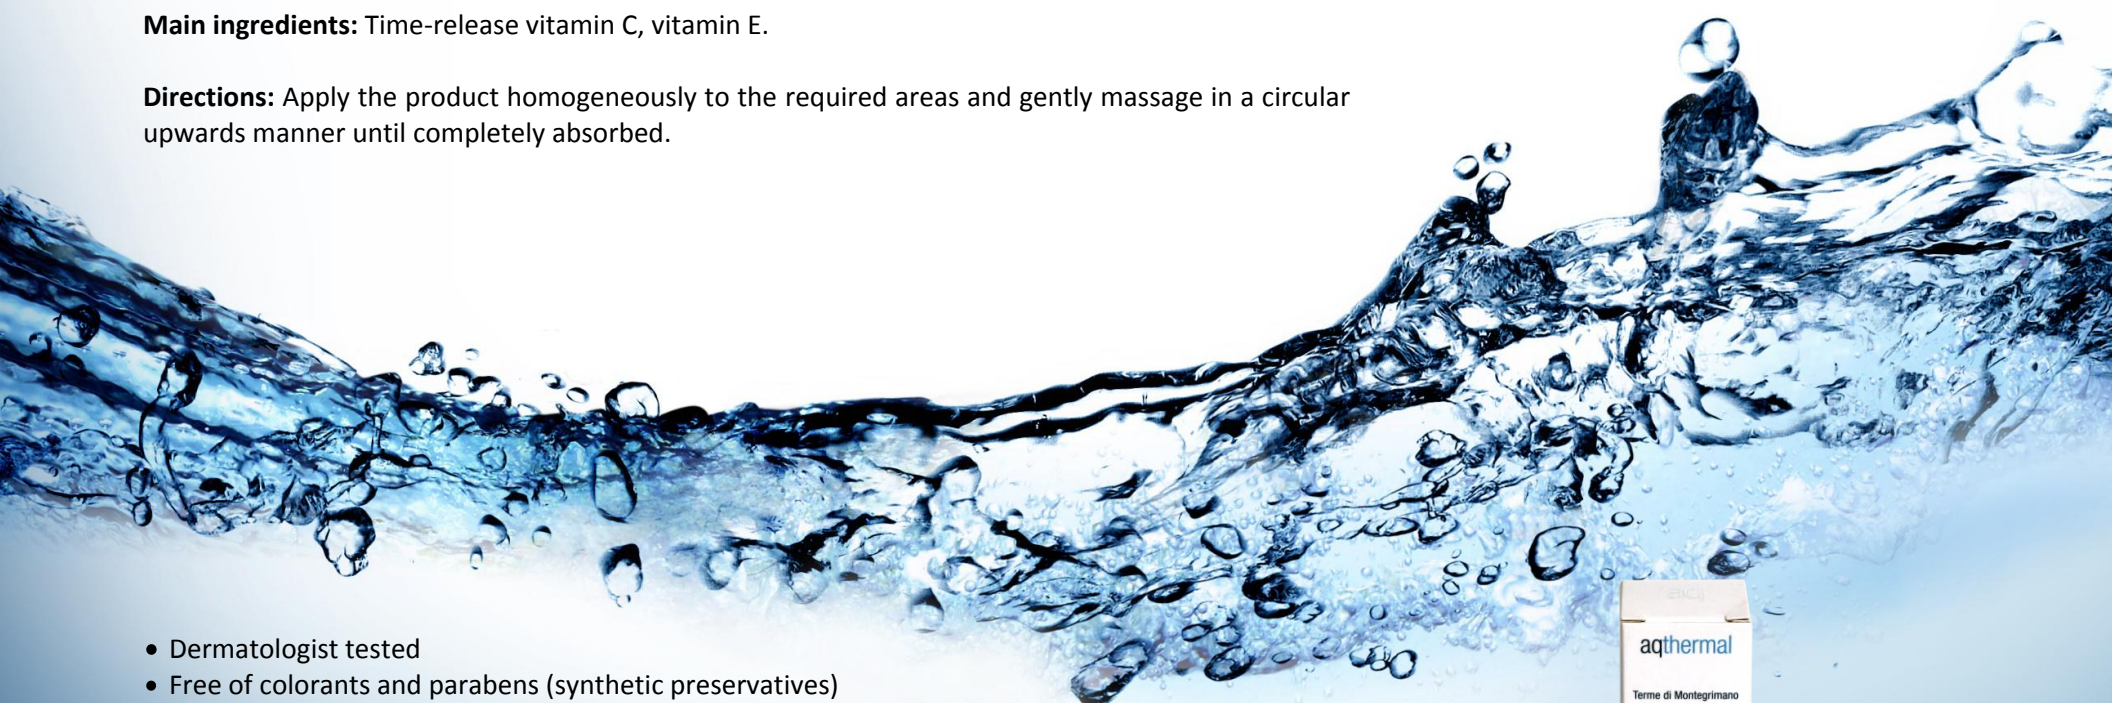 Main ingredients: Time-release vitamin C, vitamin E.
Directions: Apply the product homogeneously to the required areas and gently massage in a circular
upwards manner until completely absorbed.
• Dermatologist tested
• Free of colorants and parabens (synthetic preservatives)
aqthermal
Terme di Montegrimano